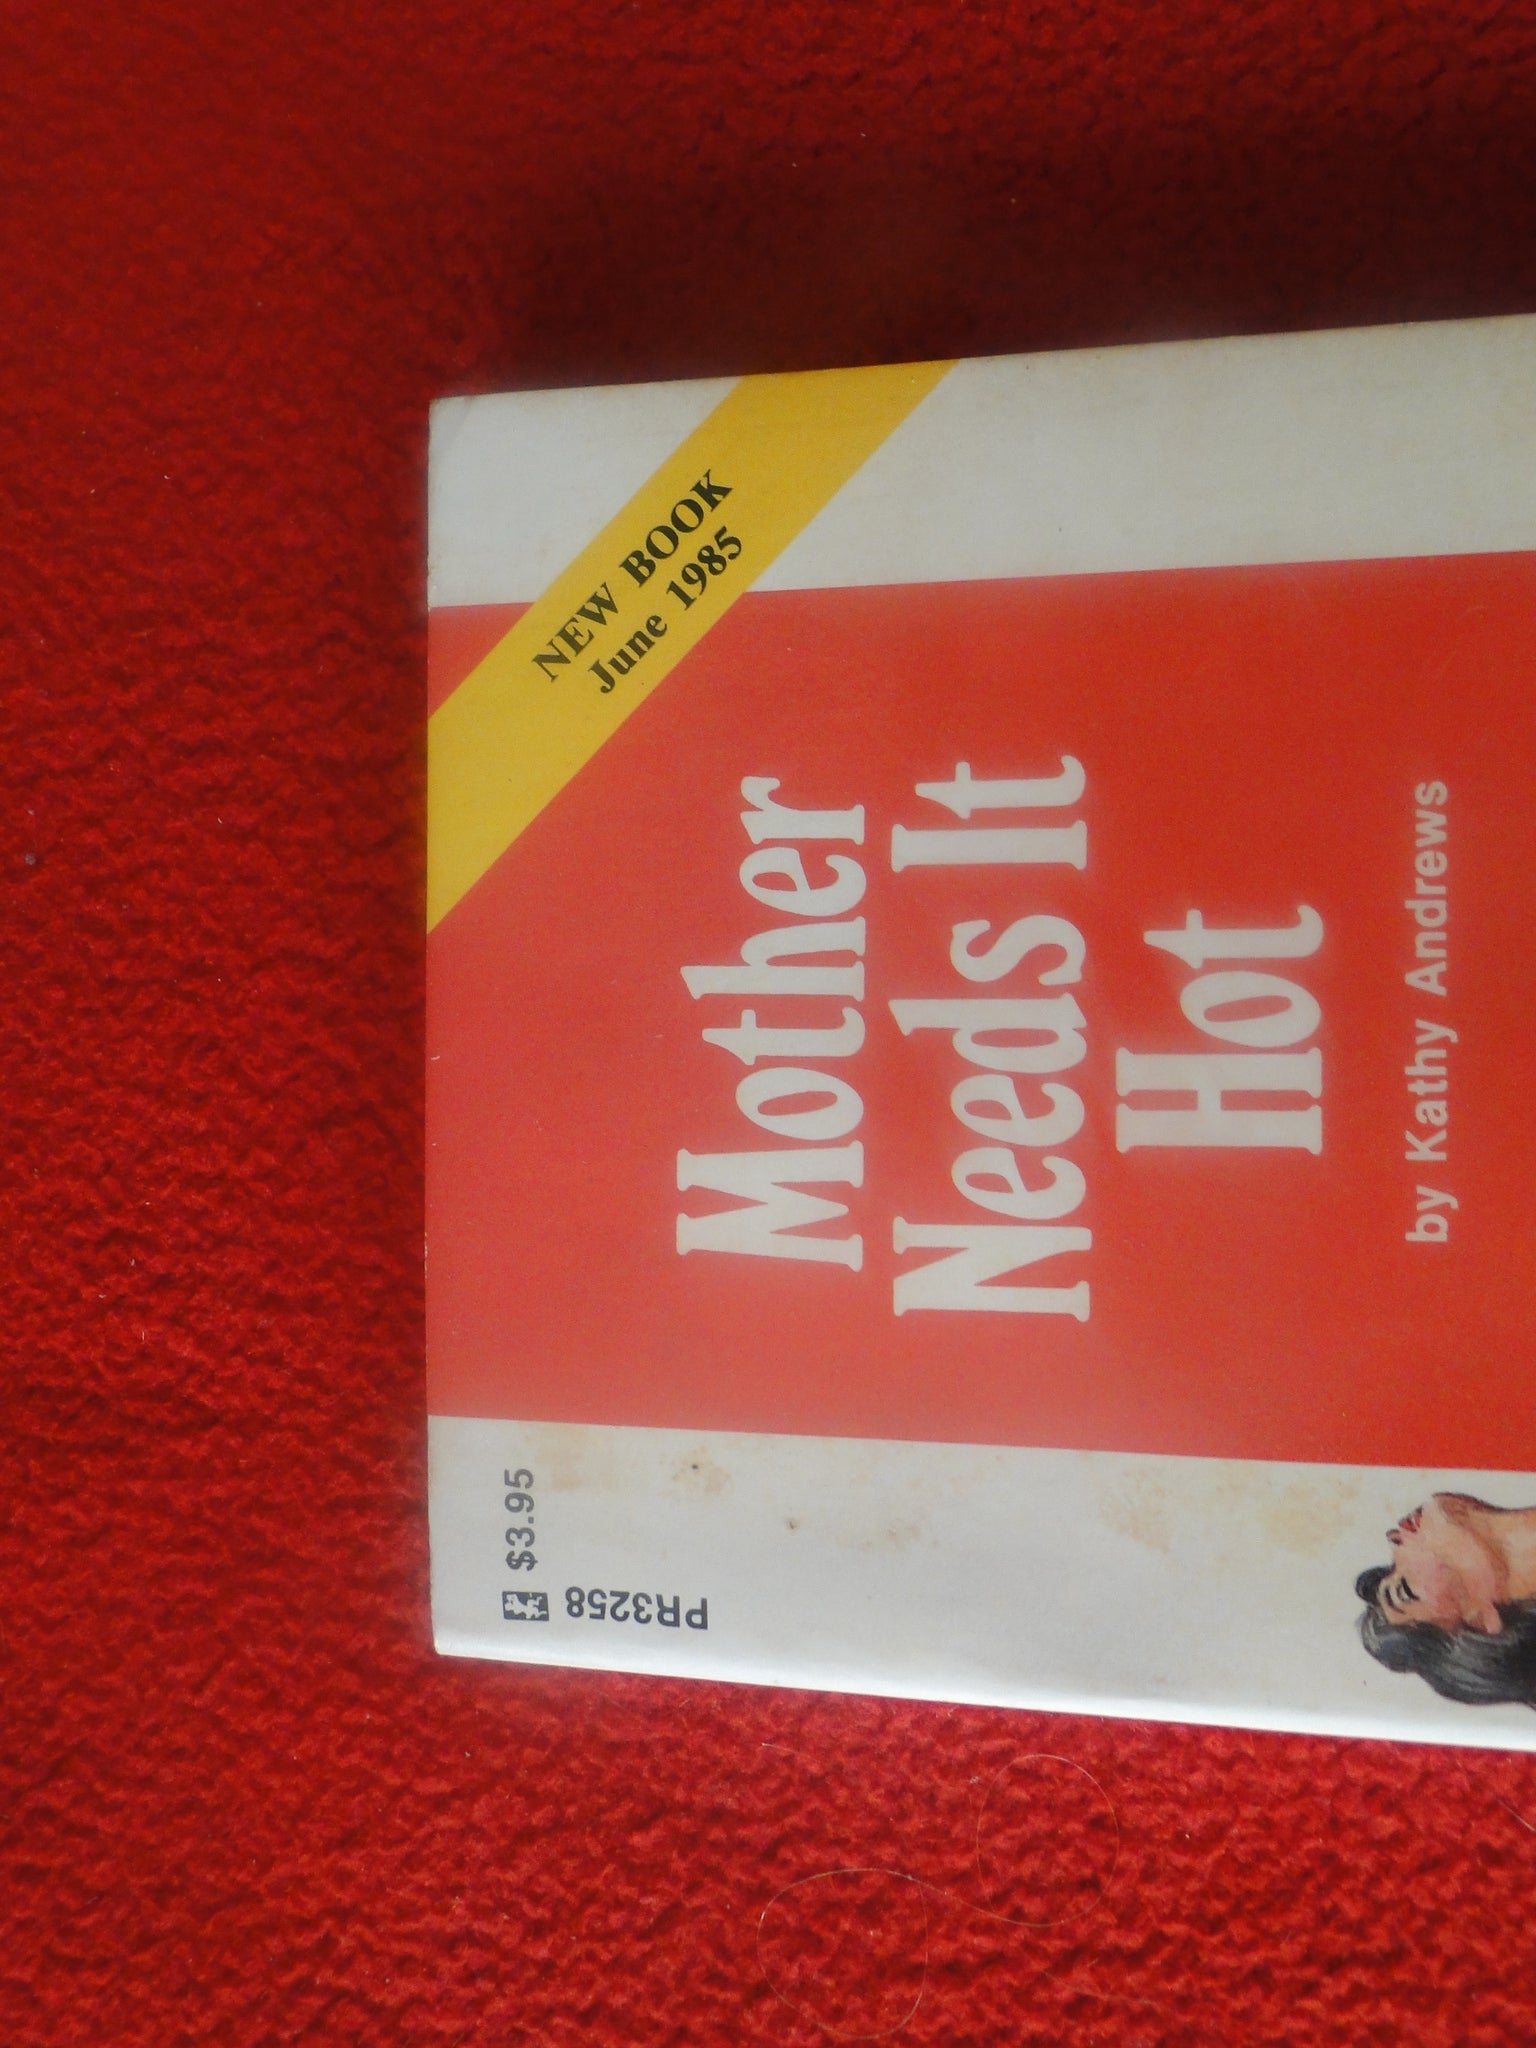 $3.95
PR3258
NEW BOOK
June 1985
Mother
Needs It
Hot
by Kathy Andrews